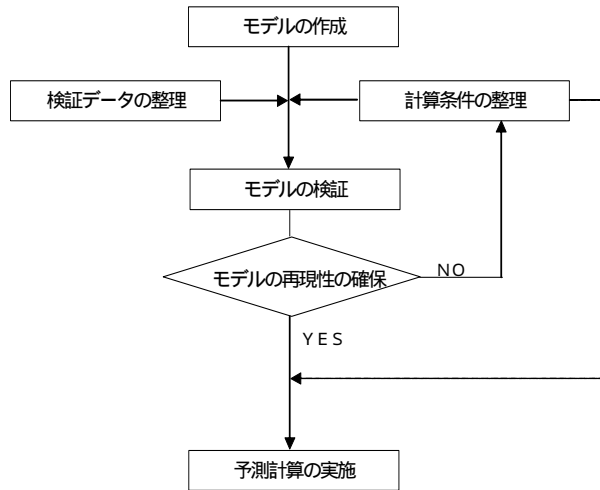 モデルの作成
検証データの整理
計算条件の整理
モデルの検証
モデルの再現性の確保
NO
YES
予測計算の実施